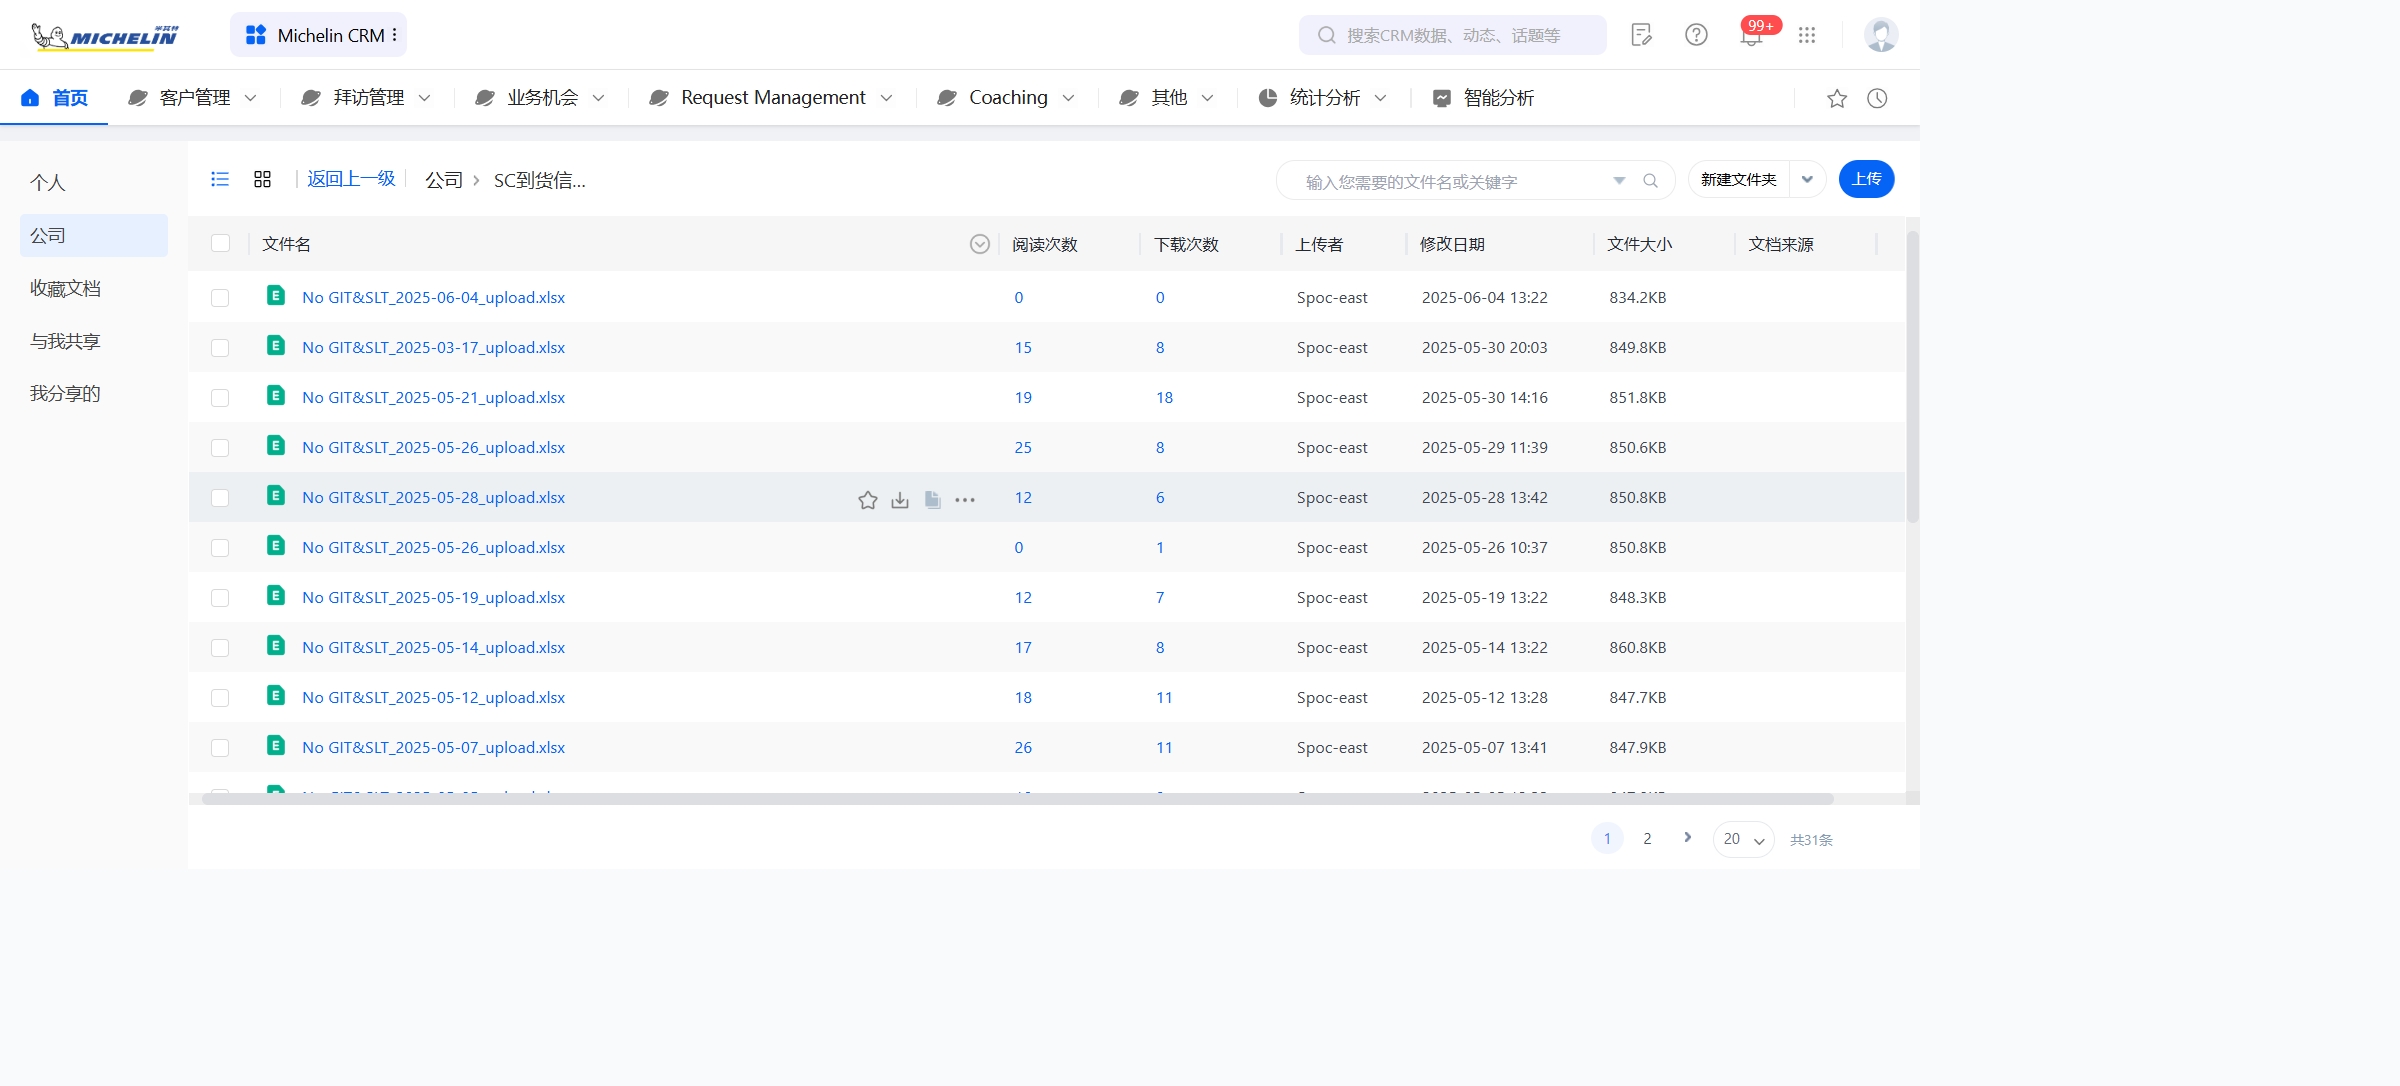 MICHELIN 米其林
Michelin CRM
搜索CRM数据、动态、话题等
99+
首页
客户管理
拜访管理
业务机会
Request Management
Coaching
其他
统计分析
智能分析
个人
公司
收藏文档
与我共享
我分享的
返回上一级
公司 > SC到货信...
输入您需要的文件名或关键字
新建文件夹
上传
文件名 阅读次数 下载次数 上传者 修改日期 文件大小 文档来源
No GIT&SLT_2025-06-04_upload.xlsx 0 0 Spoc-east 2025-06-04 13:22 834.2KB
No GIT&SLT_2025-03-17_upload.xlsx 15 8 Spoc-east 2025-05-30 20:03 849.8KB
No GIT&SLT_2025-05-21_upload.xlsx 19 18 Spoc-east 2025-05-30 14:16 851.8KB
No GIT&SLT_2025-05-26_upload.xlsx 25 8 Spoc-east 2025-05-29 11:39 850.6KB
No GIT&SLT_2025-05-28_upload.xlsx 12 6 Spoc-east 2025-05-28 13:42 850.8KB
No GIT&SLT_2025-05-26_upload.xlsx 0 1 Spoc-east 2025-05-26 10:37 850.8KB
No GIT&SLT_2025-05-19_upload.xlsx 12 7 Spoc-east 2025-05-19 13:22 848.3KB
No GIT&SLT_2025-05-14_upload.xlsx 17 8 Spoc-east 2025-05-14 13:22 860.8KB
No GIT&SLT_2025-05-12_upload.xlsx 18 11 Spoc-east 2025-05-12 13:28 847.7KB
No GIT&SLT_2025-05-07_upload.xlsx 26 11 Spoc-east 2025-05-07 13:41 847.9KB
1 2 > 20 共31条